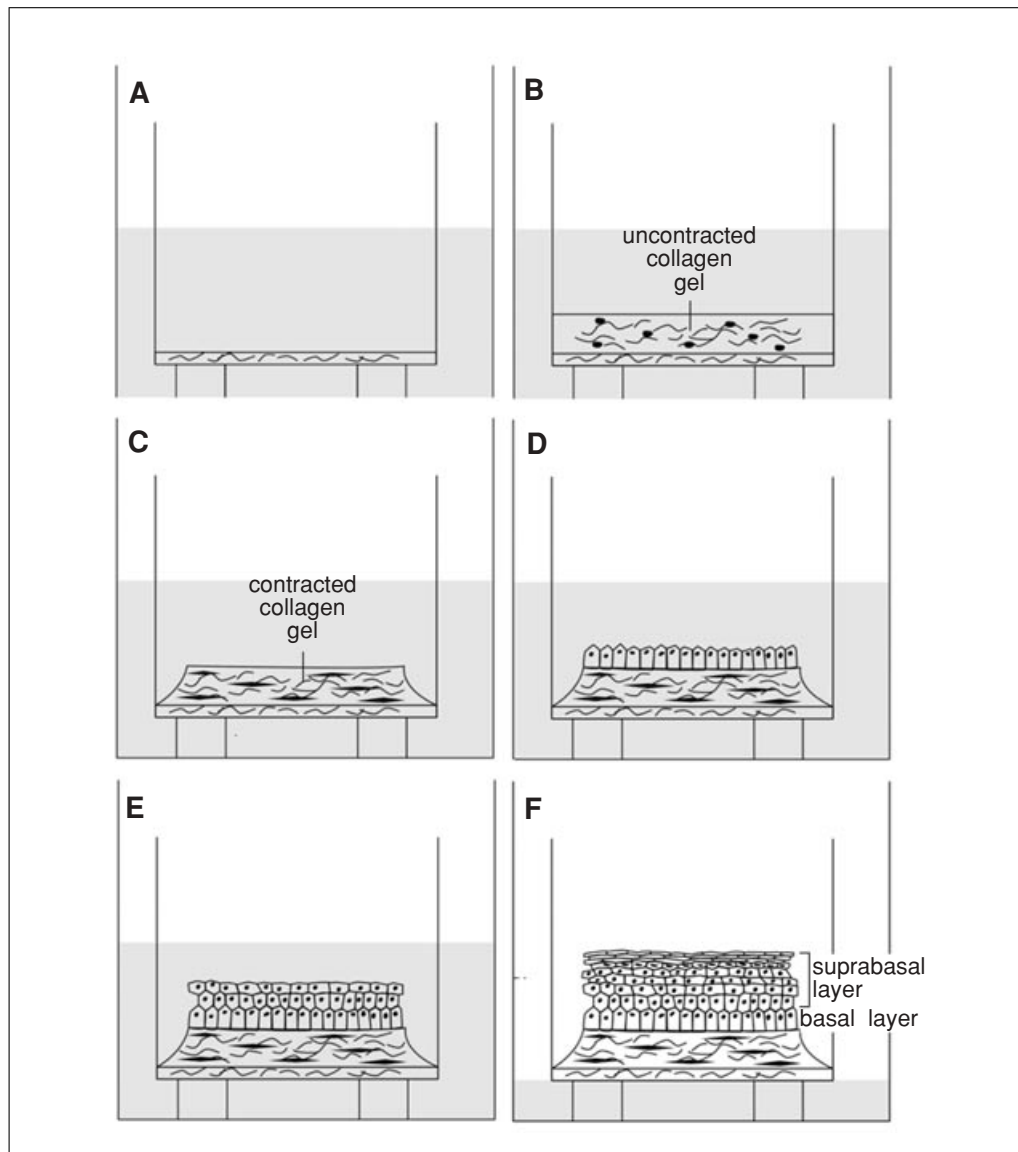 A
B
uncontracted
collagen
gel
C
contracted
collagen
gel
D
E
F
suprabasal
layer
basal layer